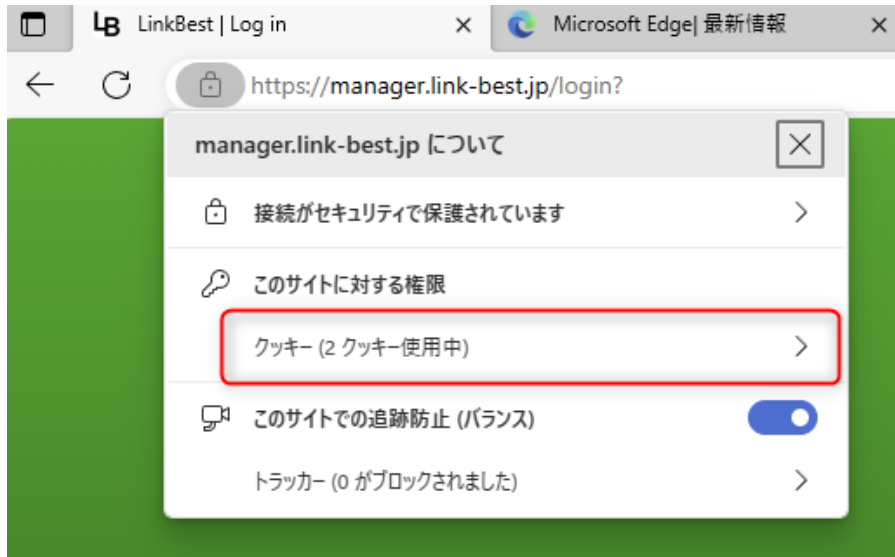 LB LinkBest | Log in
Microsoft Edge| 最新情報
https://manager.link-best.jp/login?
manager.link-best.jp について
接続がセキュリティで保護されています
このサイトに対する権限
クッキー (2 クッキー使用中)
このサイトでの追跡防止 (バランス)
トラッカー (0 がブロックされました)